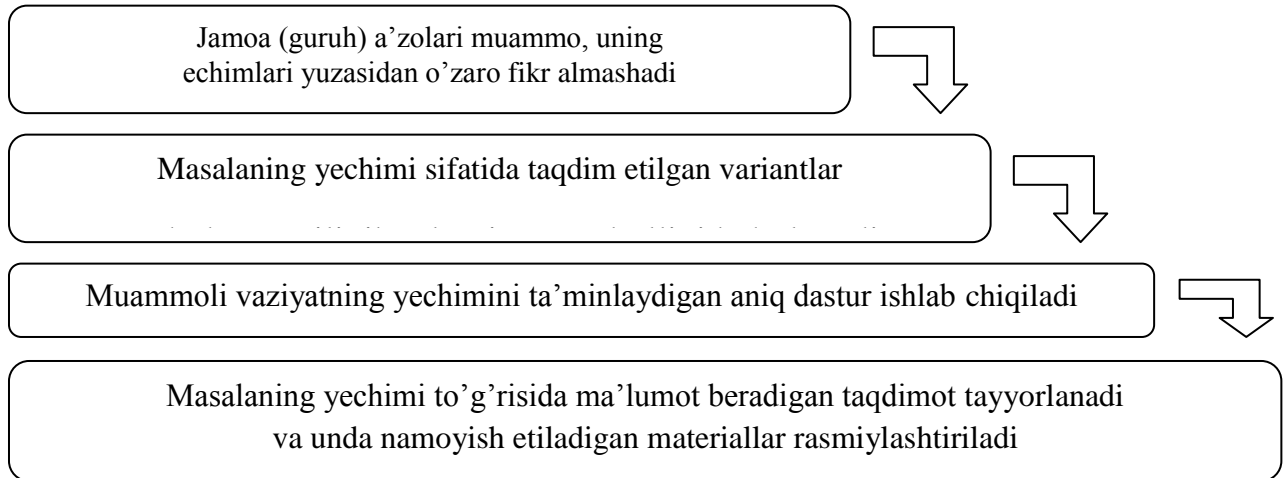 Jamoa (guruh) a’zolari muammo, uning
echimlari yuzasidan o’zaro fikr almashadi
Masalaning yechimi sifatida taqdim etilgan variantlar
Muammoli vaziyatning yechimini ta’minlaydigan aniq dastur ishlab chiqiladi
Masalaning yechimi to’g’risida ma’lumot beradigan taqdimot tayyorlanadi
va unda namoyish etiladigan materiallar rasmiylashtiriladi